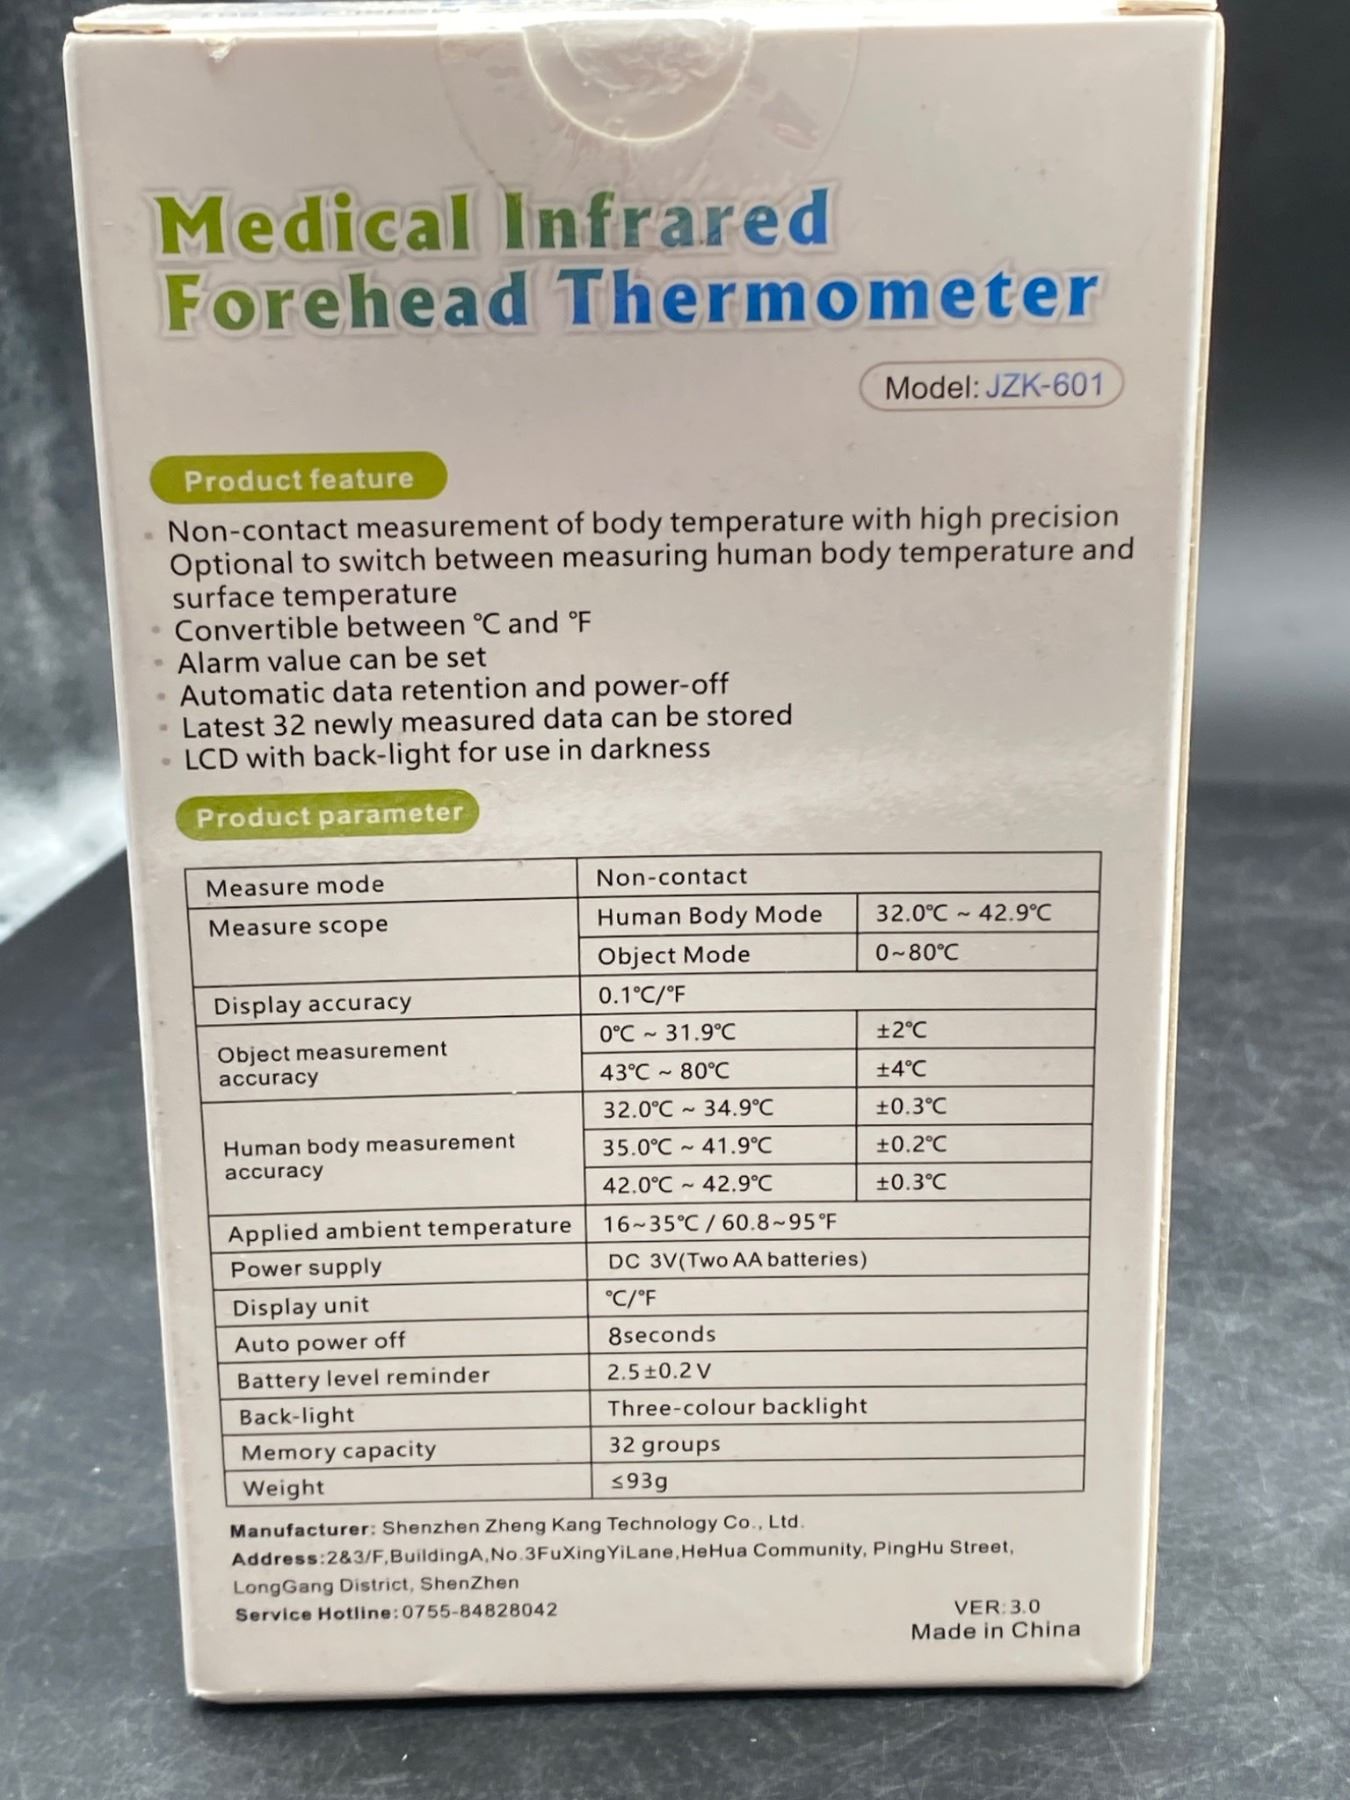 Medical Infrared
Forehead Thermometer
Model: JZK-601
Product feature
Non-contact measurement of body temperature with high precision
Optional to switch between measuring human body temperature and
surface temperature
Convertible between ℃ and ℉
Alarm value can be set
Automatic data retention and power-off
Latest 32 newly measured data can be stored
LCD with back-light for use in darkness
Product parameter
Measure mode Non-contact
Measure scope Human Body Mode 32.0℃ ~ 42.9℃
Object Mode 0~80℃
Display accuracy 0.1℃/℉
Object measurement
accuracy
0℃ ~ 31.9℃ ±2℃
43℃ ~ 80℃ ±4℃
Human body measurement
accuracy
32.0℃ ~ 34.9℃ ±0.3℃
35.0℃ ~ 41.9℃ ±0.2℃
42.0℃ ~ 42.9℃ ±0.3℃
Applied ambient temperature 16~35℃ / 60.8~95℉
Power supply DC 3V(Two AA batteries)
Display unit ℃/℉
Auto power off 8seconds
Battery level reminder 2.5±0.2V
Back-light Three-colour backlight
Memory capacity 32 groups
Weight ≤93g
Manufacturer: Shenzhen Zheng Kang Technology Co., Ltd.
Address:2&3/F,BuildingA,No.3FuXingYiLane,HeHua Community, PingHu Street,
LongGang District, ShenZhen
Service Hotline:0755-84828042
VER:3.0
Made in China